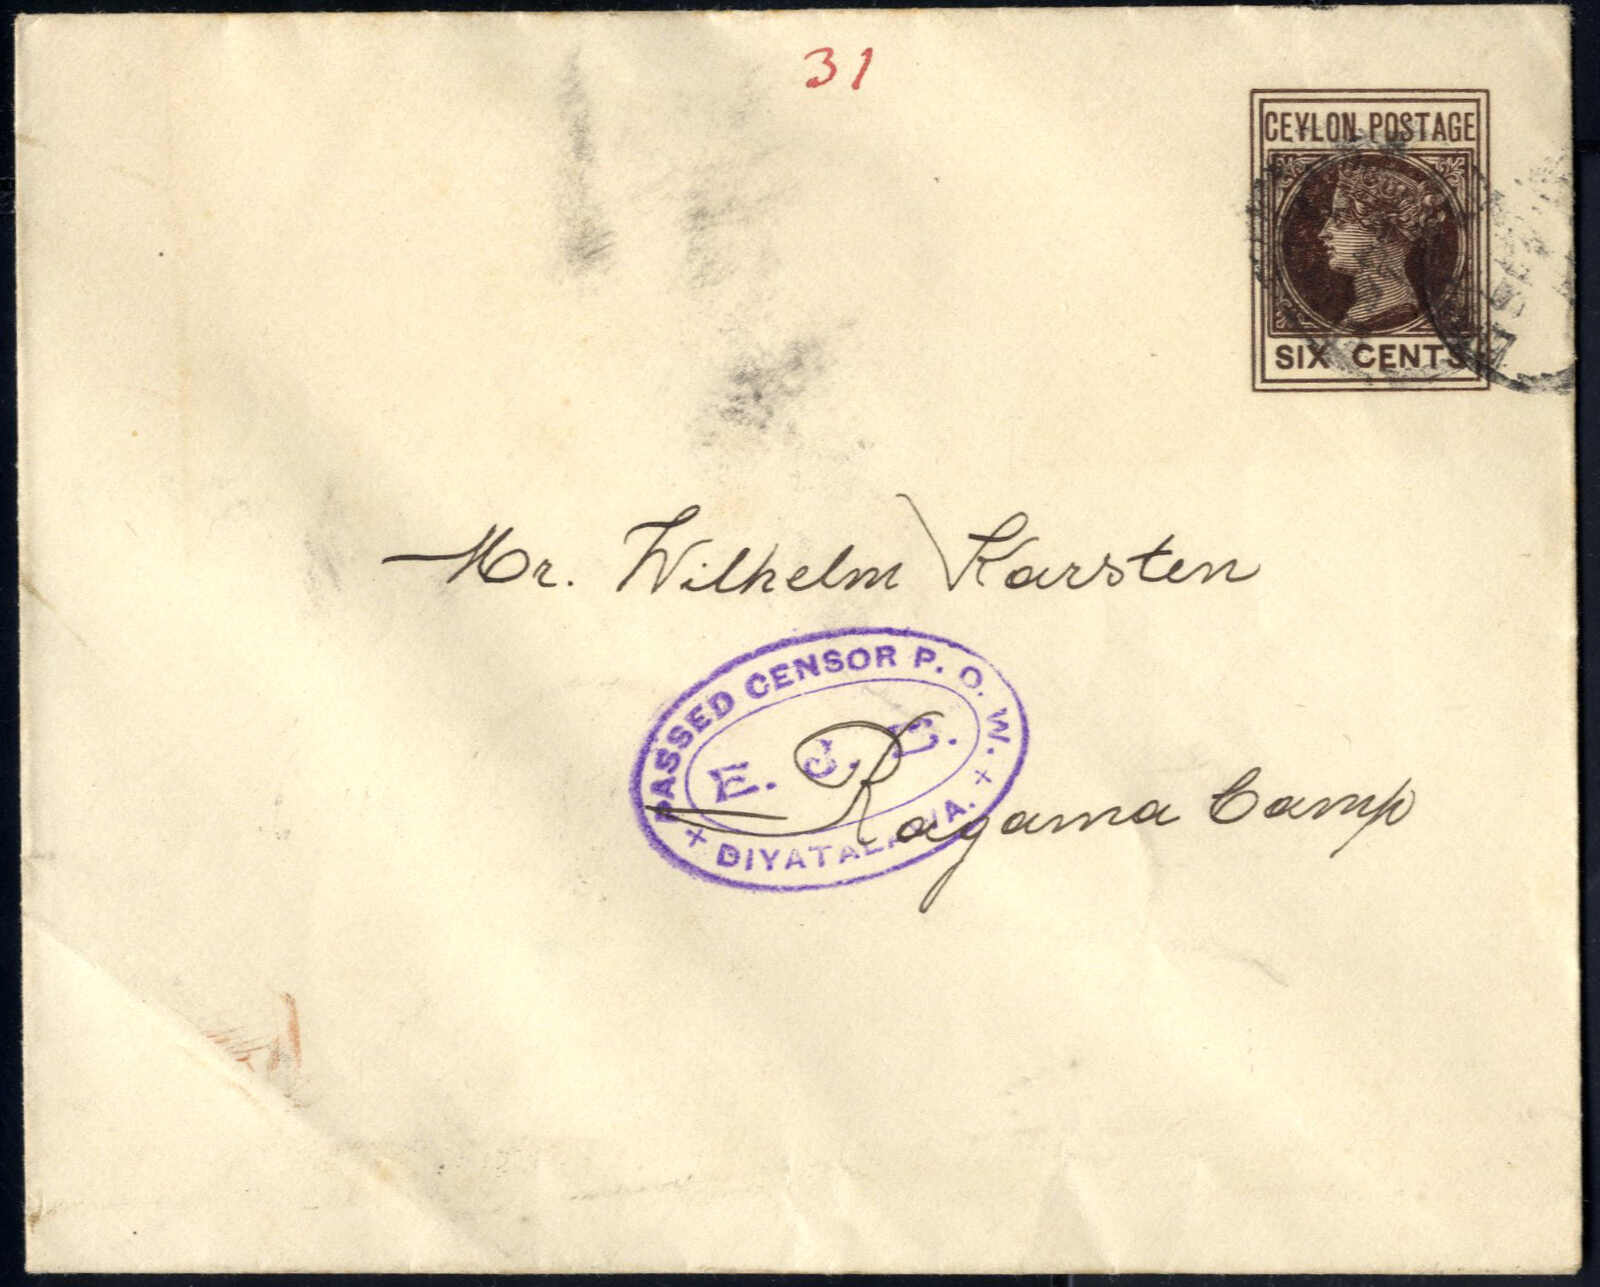 31
CEYLON POSTAGE
SIX CENTS
Mr. Wilhelm Karsten
PASSED CENSOR P. O. W.
E. J. C.
DIYATALAWA.
Ragama Camp